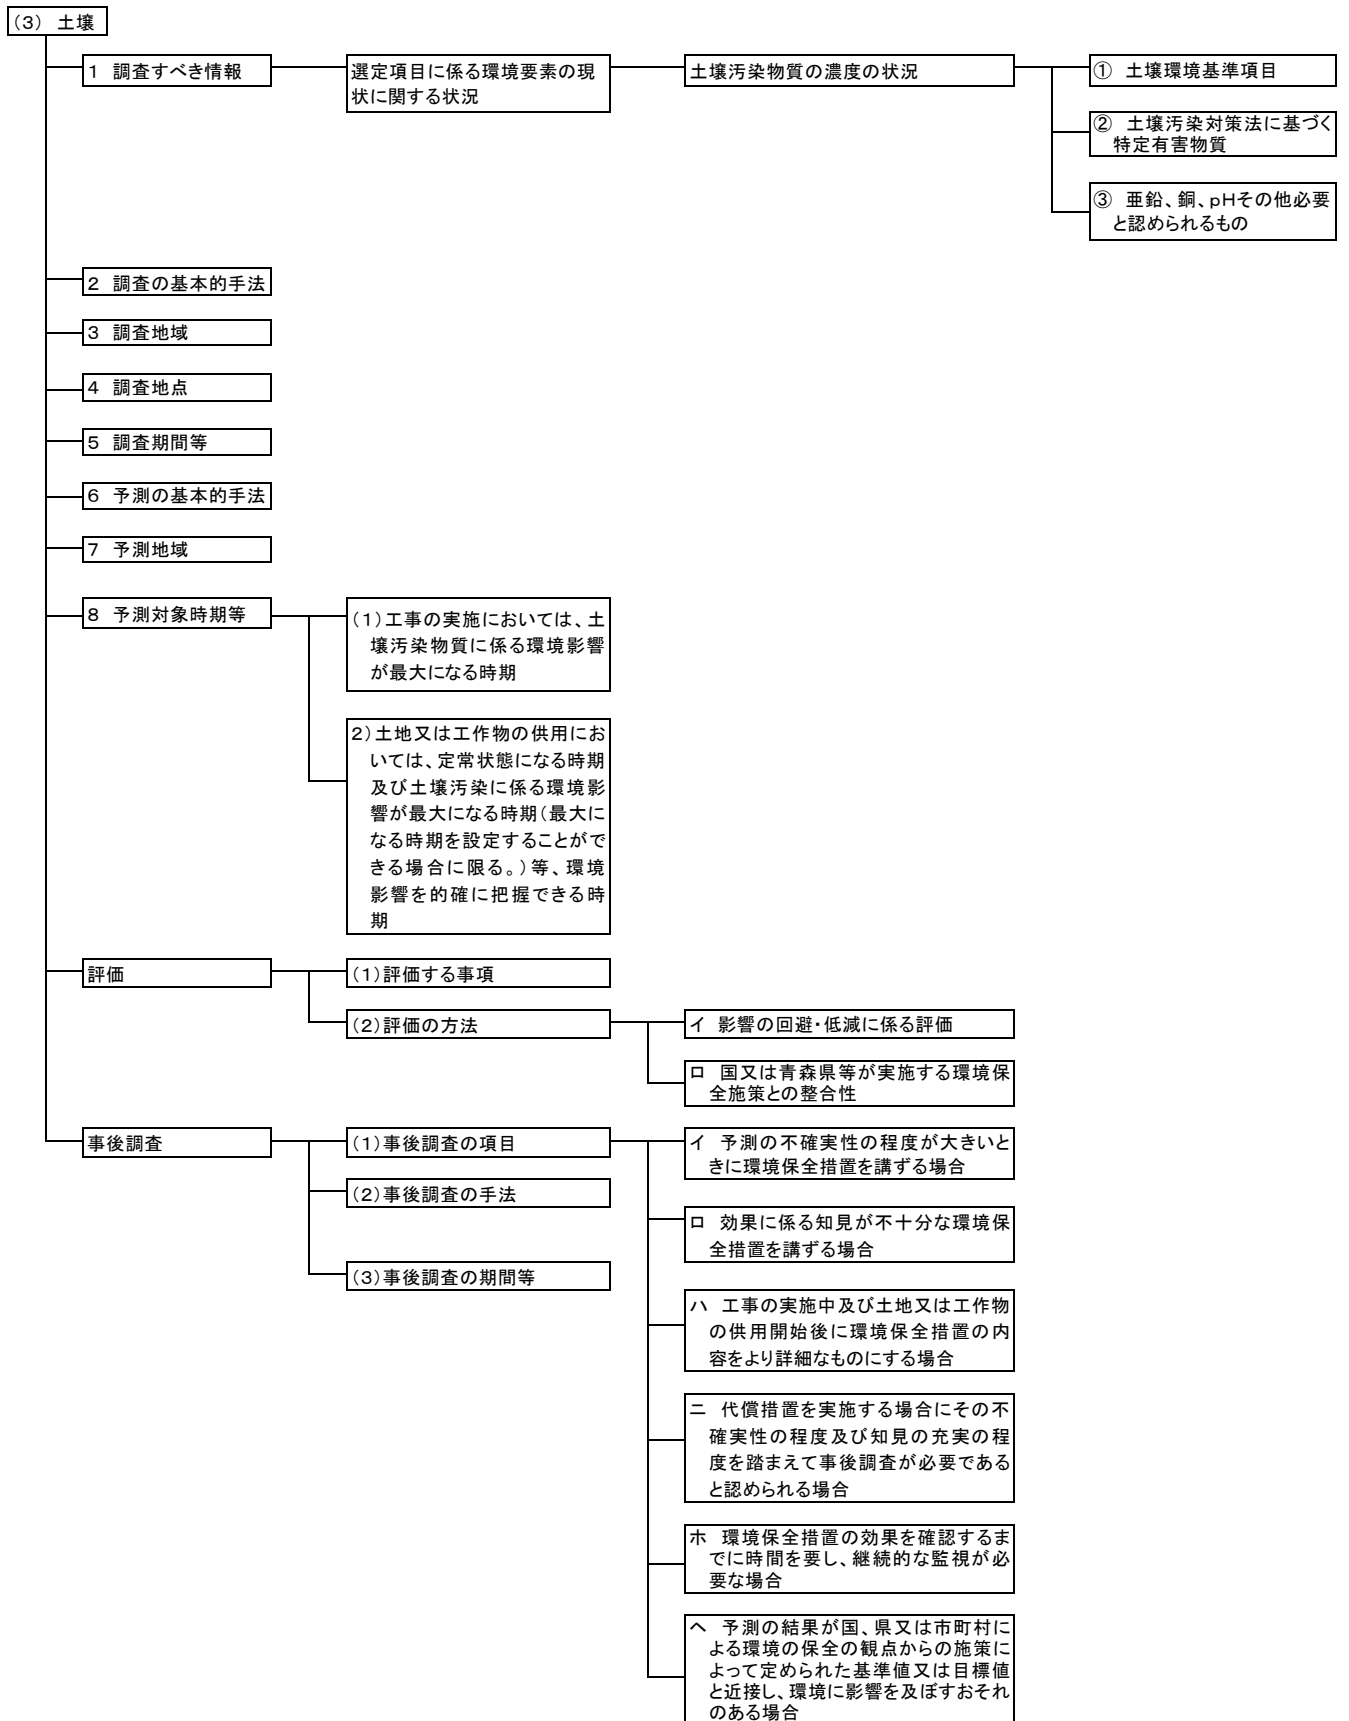 (3) 土壌
1 調査すべき情報
選定項目に係る環境要素の現
状に関する状況
土壌汚染物質の濃度の状況
① 土壌環境基準項目
② 土壌汚染対策法に基づく
特定有害物質
③ 亜鉛、銅、pHその他必要
と認められるもの
2 調査の基本的手法
3 調査地域
4 調査地点
5 調査期間等
6 予測の基本的手法
7 予測地域
8 予測対象時期等
(1)工事の実施においては、土
壌汚染物質に係る環境影響
が最大になる時期
2)土地又は工作物の供用にお
いては、定常状態になる時期
及び土壌汚染に係る環境影
響が最大になる時期(最大に
なる時期を設定することがで
きる場合に限る。)等、環境
影響を的確に把握できる時
期
評価
(1)評価する事項
(2)評価の方法
イ 影響の回避・低減に係る評価
ロ 国又は青森県等が実施する環境保
全施策との整合性
事後調査
(1)事後調査の項目
(2)事後調査の手法
(3)事後調査の期間等
イ 予測の不確実性の程度が大きいと
きに環境保全措置を講ずる場合
ロ 効果に係る知見が不十分な環境保
全措置を講ずる場合
ハ 工事の実施中及び土地又は工作物
の供用開始後に環境保全措置の内
容をより詳細なものにする場合
ニ 代償措置を実施する場合にその不
確実性の程度及び知見の充実の程
度を踏まえて事後調査が必要である
と認められる場合
ホ 環境保全措置の効果を確認するま
でに時間を要し、継続的な監視が必
要な場合
ヘ 予測の結果が国、県又は市町村に
よる環境の保全の観点からの施策に
よって定められた基準値又は目標値
と近接し、環境に影響を及ぼすおそれ
のある場合